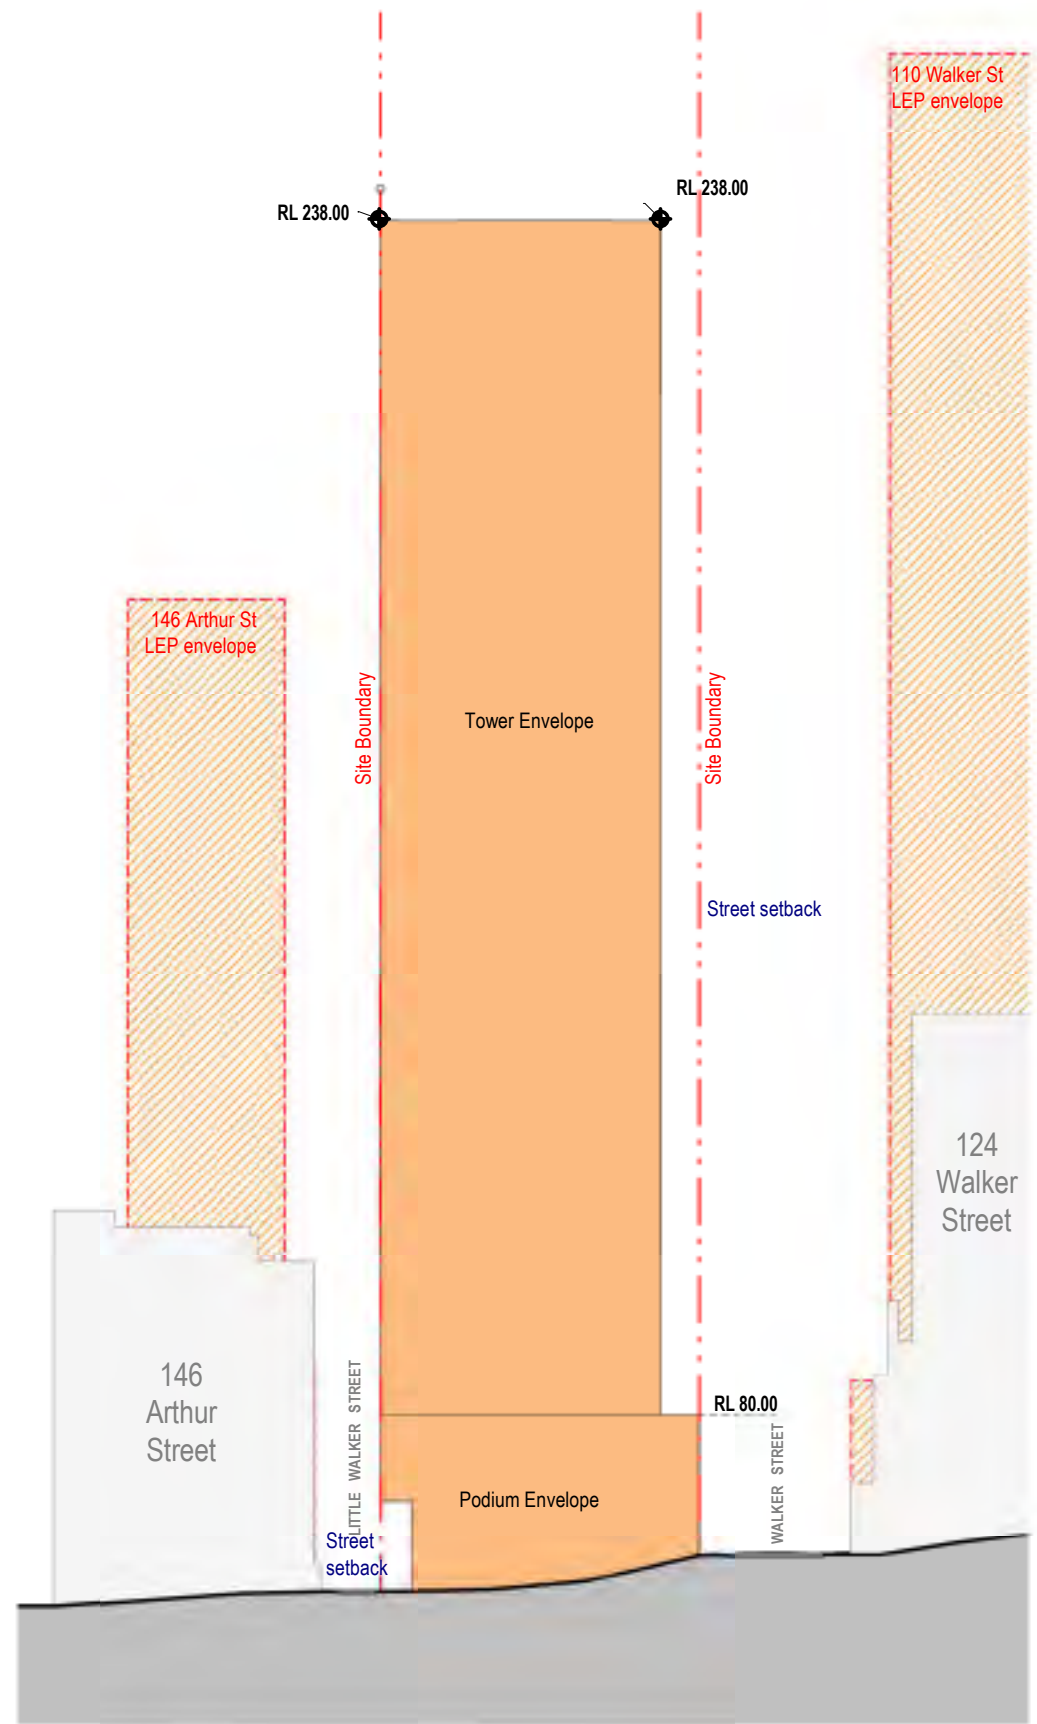 110 Walker St
LEP envelope
RL 238.00
RL 238.00
146 Arthur St
LEP envelope
Site Boundary
Tower Envelope
Site Boundary
Street setback
124
Walker
Street
146
Arthur
Street
LITTLE WALKER STREET
RL 80.00
WALKER STREET
Podium Envelope
Street
setback